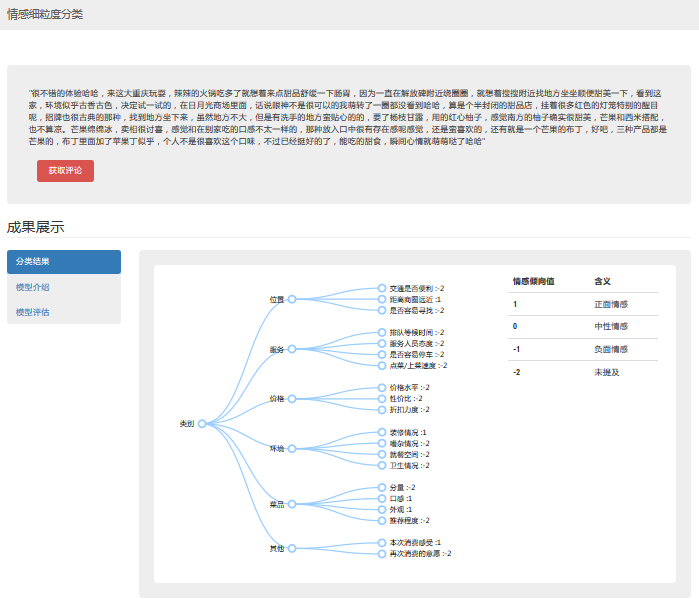 情感细粒度分类
"很不错的体验哈哈，来这大重庆玩耍，辣辣的火锅吃多了就想着来点甜品舒缓一下肠胃，因为一直在解放碑附近绕圈圈，就想着搜搜附近找地方坐坐顺便甜美一下，看到这
家，环境似乎古香古色，决定试一试的，在日月光商场里面，话说眼神不是很可以的我萌转了一圈都没看到哈哈，算是个半封闭的甜品店，挂着很多红色的灯笼特别的醒目
呢，招牌也很古典的那种，找到地方坐下来，虽然地方不大，但是有洗手的地方蛮贴心的的，要了杨枝甘露，用的红心柚子，感觉南方的柚子确实很甜美，芒果和西米搭配，
也不算凉。芒果绵绵冰，卖相很讨喜，感觉和在别家吃的口感不太一样的，那种放入口中很有存在感呢感觉，还是蛮喜欢的，还有就是一个芒果的布丁，好吧，三种产品都是
芒果的，布丁里面加了苹果丁似乎，个人不是很喜欢这个口味，不过已经挺好的了，能吃的甜食，瞬间心情就萌萌哒了哈哈"
获取评论
成果展示
分类结果
模型介绍
模型评估
类别
位置
交通是否便利 :-2
距离商圈远近 :1
是否容易寻找 :-2
服务
排队等候时间 :-2
服务人员态度 :-2
是否容易停车 :-2
点菜/上菜速度 :-2
价格
价格水平 :-2
性价比 :-2
折扣力度 :-2
环境
装修情况 :1
嘈杂情况 :-2
就餐空间 :-2
卫生情况 :-2
菜品
分量 :-2
口感 :1
外观 :1
推荐程度 :-2
其他
本次消费感受 :1
再次消费的意愿 :-2
情感倾向值 含义
1 正面情感
0 中性情感
-1 负面情感
-2 未提及